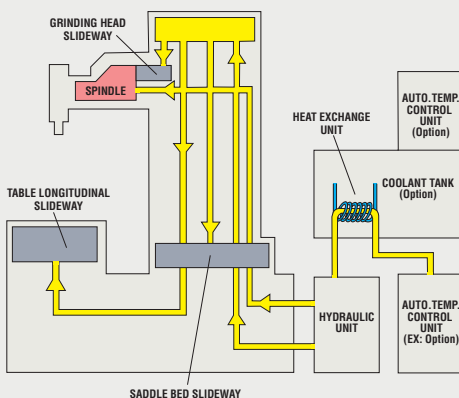 GRINDING HEAD
SLIDEWAY
SPINDLE
TABLE LONGITUDINAL
SLIDEWAY
HEAT EXCHANGE
UNIT
AUTO.TEMP.
CONTROL
UNIT
(Option)
COOLANT TANK
(Option)
HYDRAULIC
UNIT
AUTO.TEMP.
CONTROL
UNIT
(EX: Option)
SADDLE BED SLIDEWAY